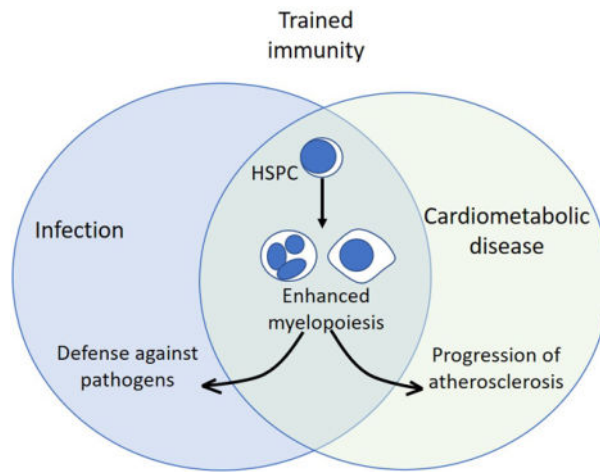 Trained
immunity
HSPC
Infection
Cardiometabolic
disease
Enhanced
myelopoiesis
Defense against
pathogens
Progression of
atherosclerosis